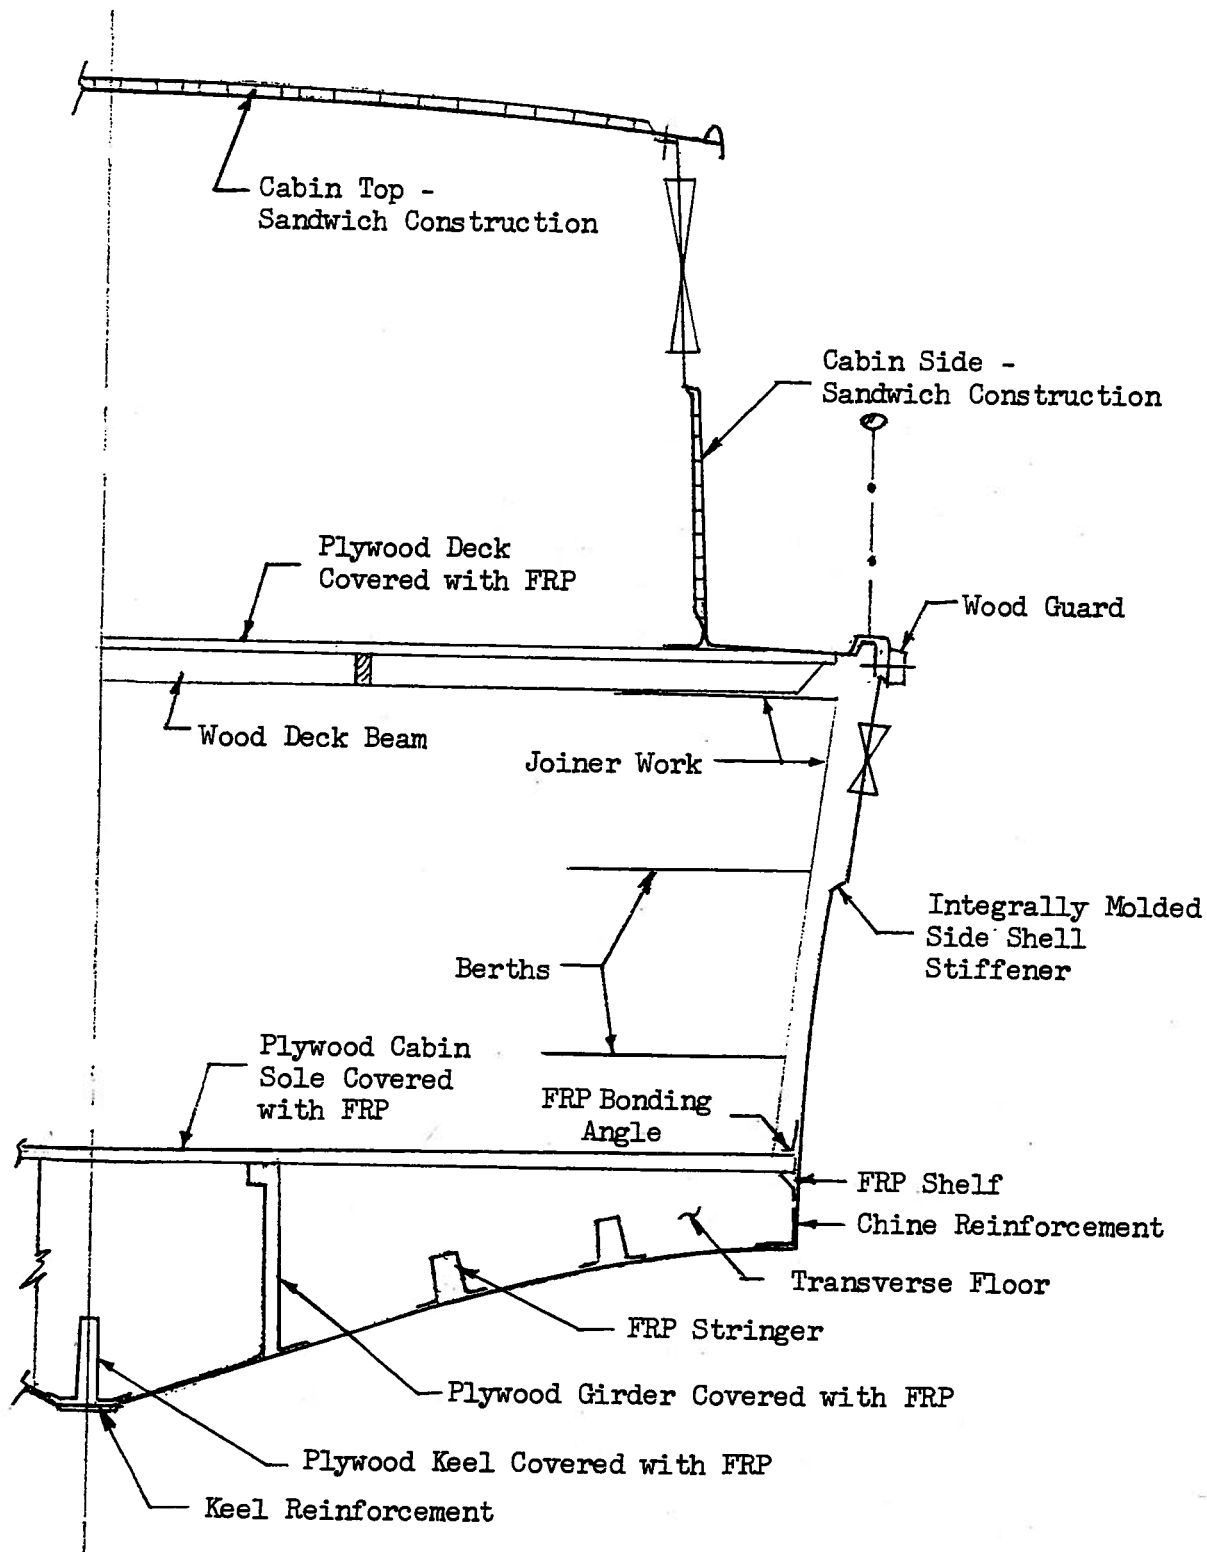 Cabin Top -
Sandwich Construction
Cabin Side -
Sandwich Construction
Plywood Deck
Covered with FRP
Wood Guard
Wood Deck Beam
Joiner Work
Integrally Molded
Side Shell
Stiffener
Berths
Plywood Cabin
Sole Covered
with FRP
FRP Bonding
Angle
FRP Shelf
Chine Reinforcement
Transverse Floor
FRP Stringer
Plywood Girder Covered with FRP
Plywood Keel Covered with FRP
Keel Reinforcement